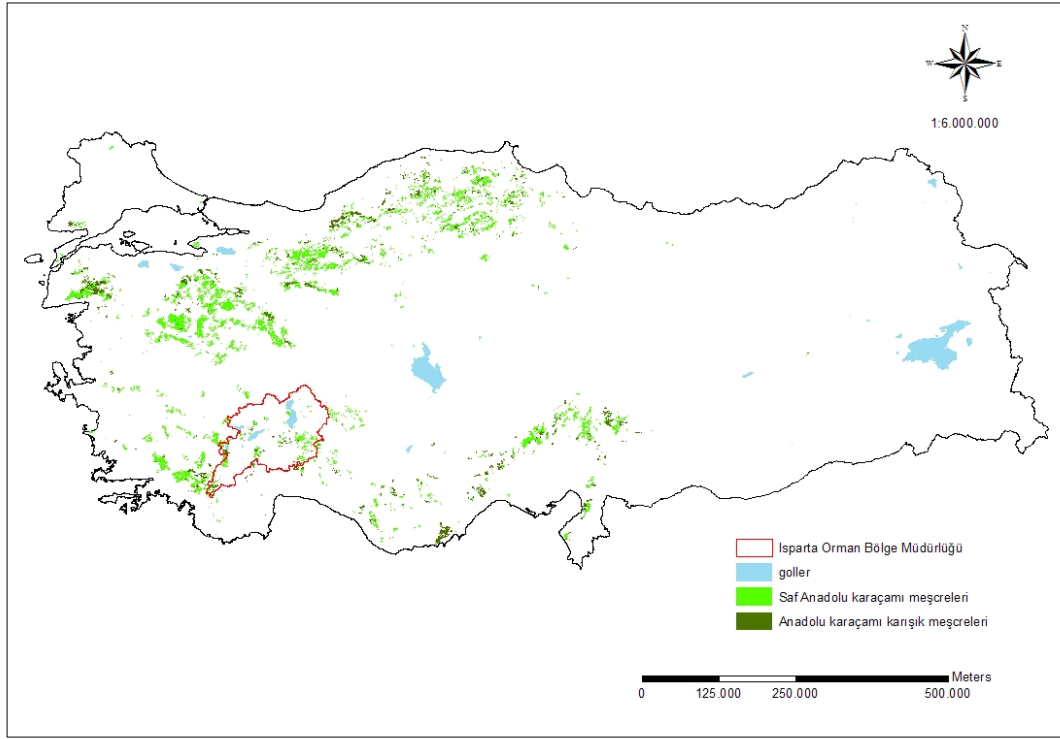 N
W E
S
1:6.000.000
Isparta Orman Bölge Müdürlüğü
goller
Saf Anadolu karaçamı meşcreleri
Anadolu karaçamı karışık meşcreleri
Meters
0 125.000 250.000 500.000